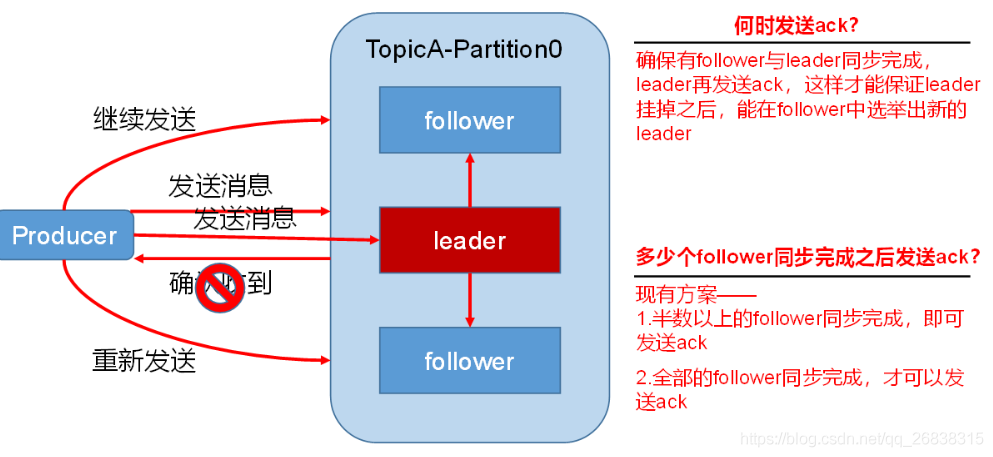 TopicA-Partition0
继续发送
follower
发送消息
发送消息
Producer
leader
确认收到
重新发送
follower
何时发送ack?
确保有follower与leader同步完成，
leader再发送ack，这样才能保证leader
挂掉之后，能在follower中选举出新的
leader
多少个follower同步完成之后发送ack?
现有方案——
1.半数以上的follower同步完成，即可
发送ack
2.全部的follower同步完成，才可以发
送ack
https://blog.csdn.net/qq_26838315